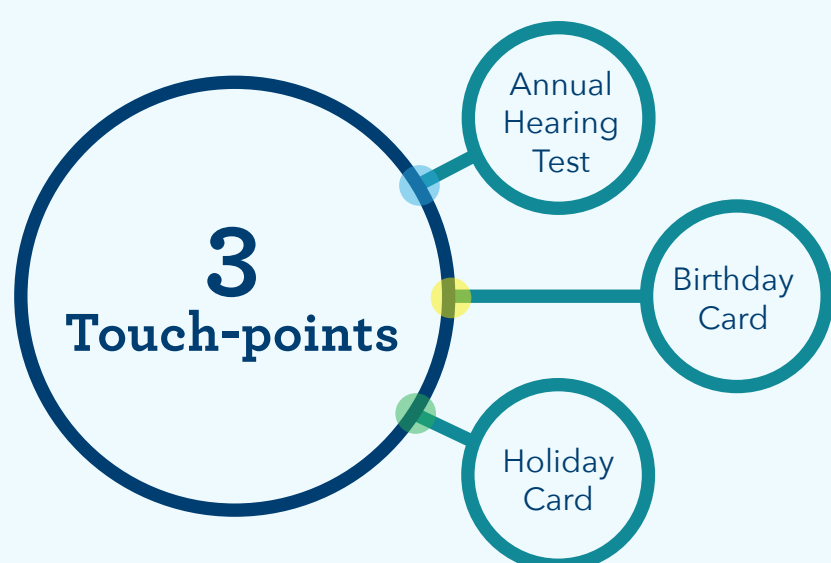 3
Touch-points
Annual
Hearing
Test
Birthday
Card
Holiday
Card